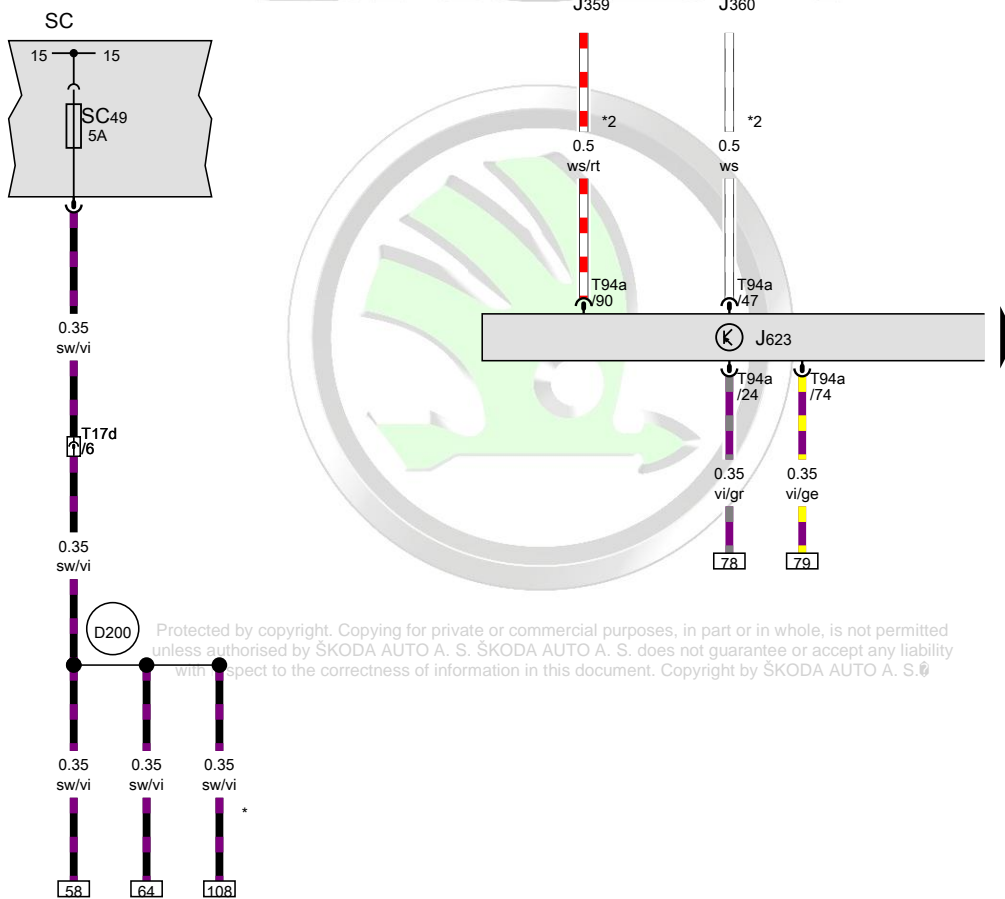 SC
J359
J360
15
15
SC49
5A
*2
*2
0.5
ws/rt
0.5
ws
T94a
/90
T94a
/47
J623
0.35
sw/vi
T94a
/24
T94a
/74
T17d
/6
0.35
vi/gr
0.35
vi/ge
0.35
sw/vi
78
79
D200
Protected by copyright. Copying for private or commercial purposes, in part or in whole, is not permitted
unless authorised by ŠKODA AUTO A. S. ŠKODA AUTO A. S. does not guarantee or accept any liability
with respect to the correctness of information in this document. Copyright by ŠKODA AUTO A. S.�
0.35
sw/vi
0.35
sw/vi
0.35
sw/vi
*
58
64
108